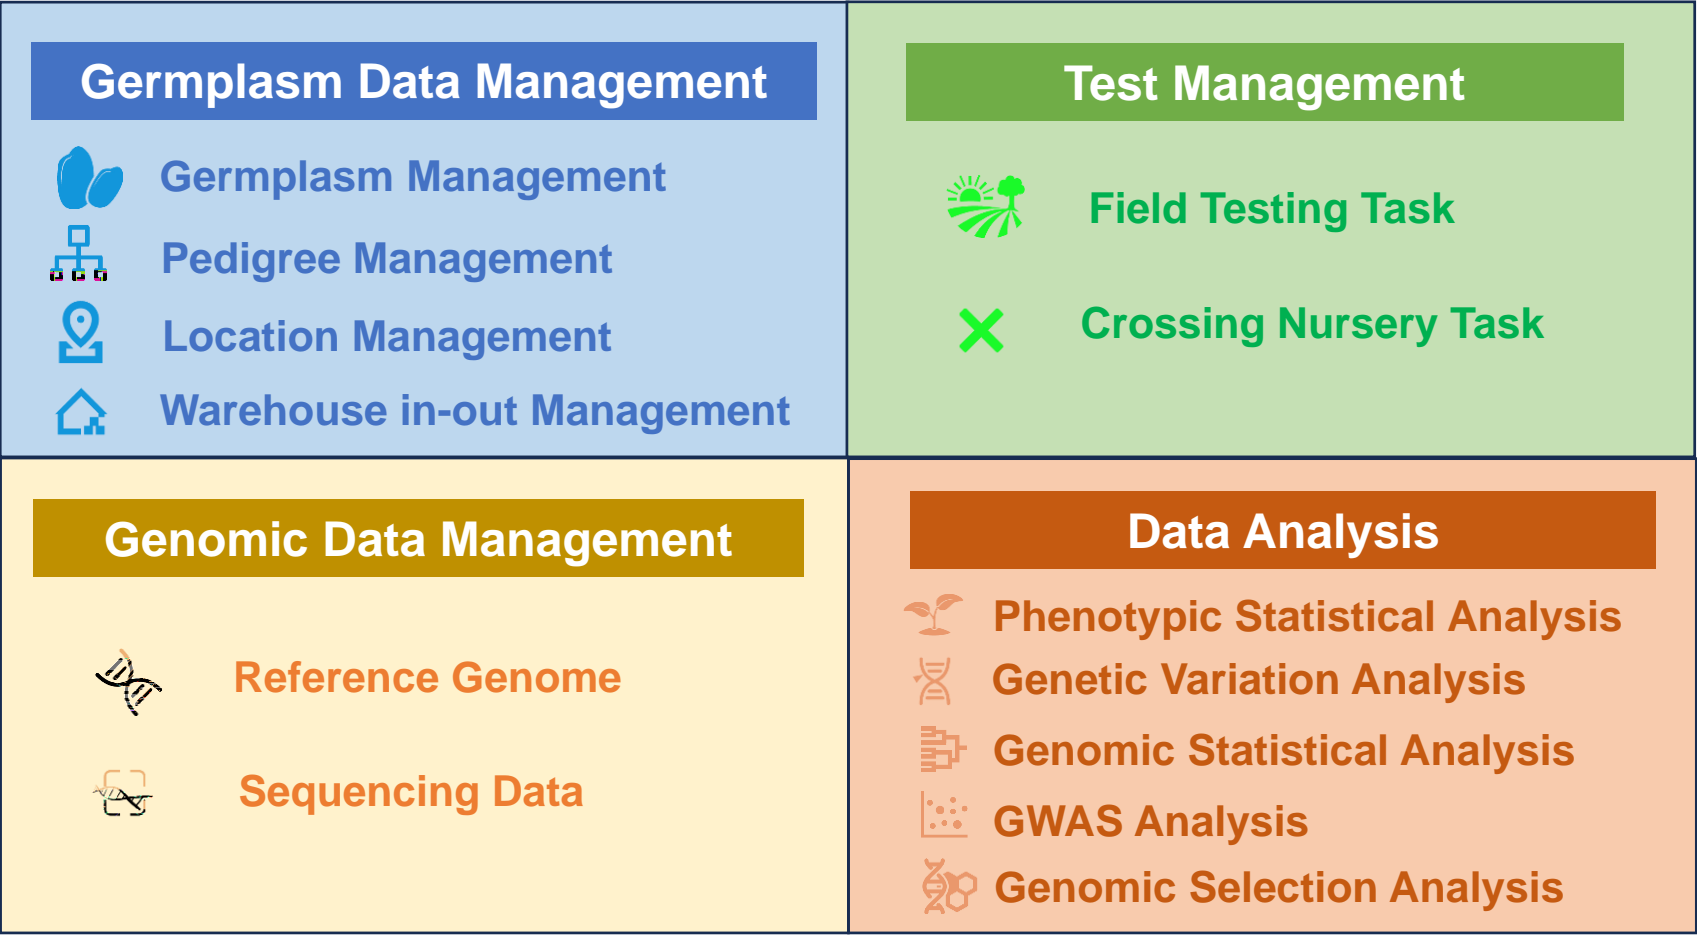 Germplasm Data Management
Germplasm Management
Pedigree Management
Location Management
Warehouse in-out Management
Test Management
Field Testing Task
Crossing Nursery Task
Genomic Data Management
Reference Genome
Sequencing Data
Data Analysis
Phenotypic Statistical Analysis
Genetic Variation Analysis
Genomic Statistical Analysis
GWAS Analysis
Genomic Selection Analysis